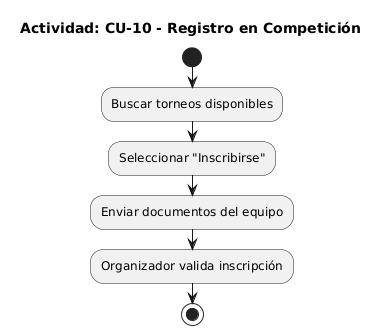 Actividad: CU-10 - Registro en Competición
Buscar torneos disponibles
Seleccionar "Inscribirse"
Enviar documentos del equipo
Organizador valida inscripción